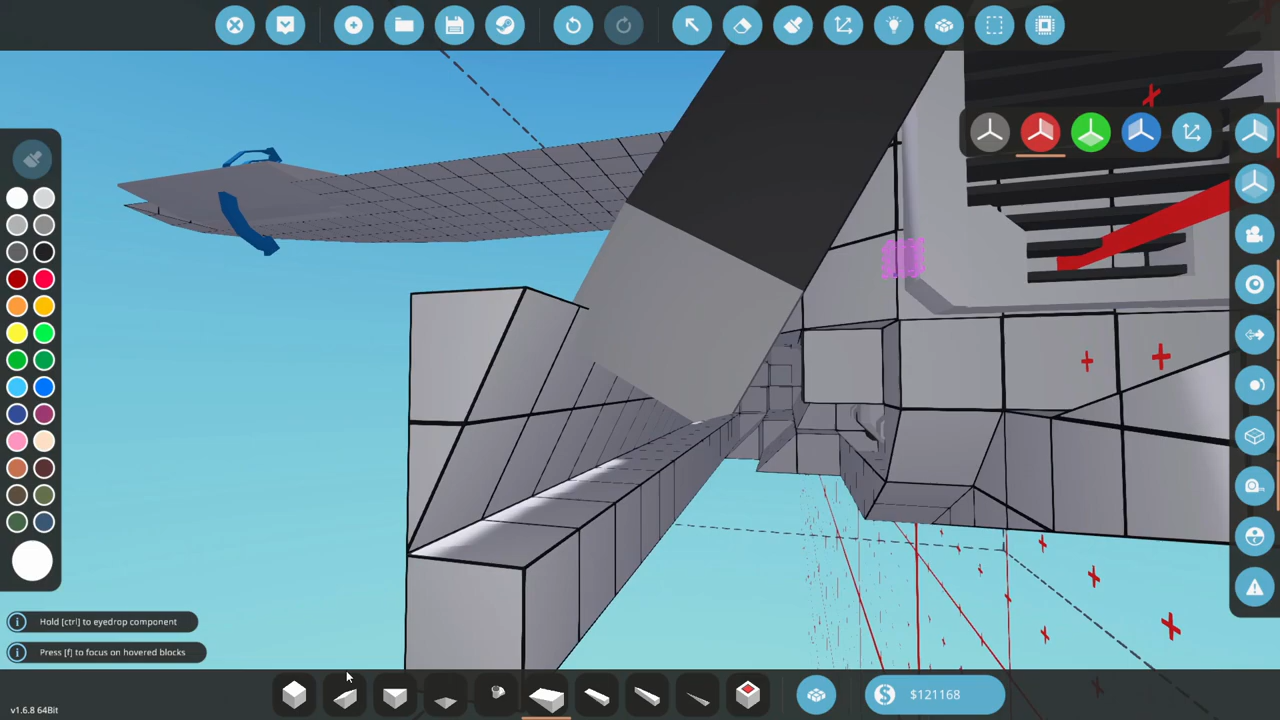 Hold [ctrl] to eyedrop component
Press [f] to focus on hovered blocks
$121168
v1.6.8 64Bit